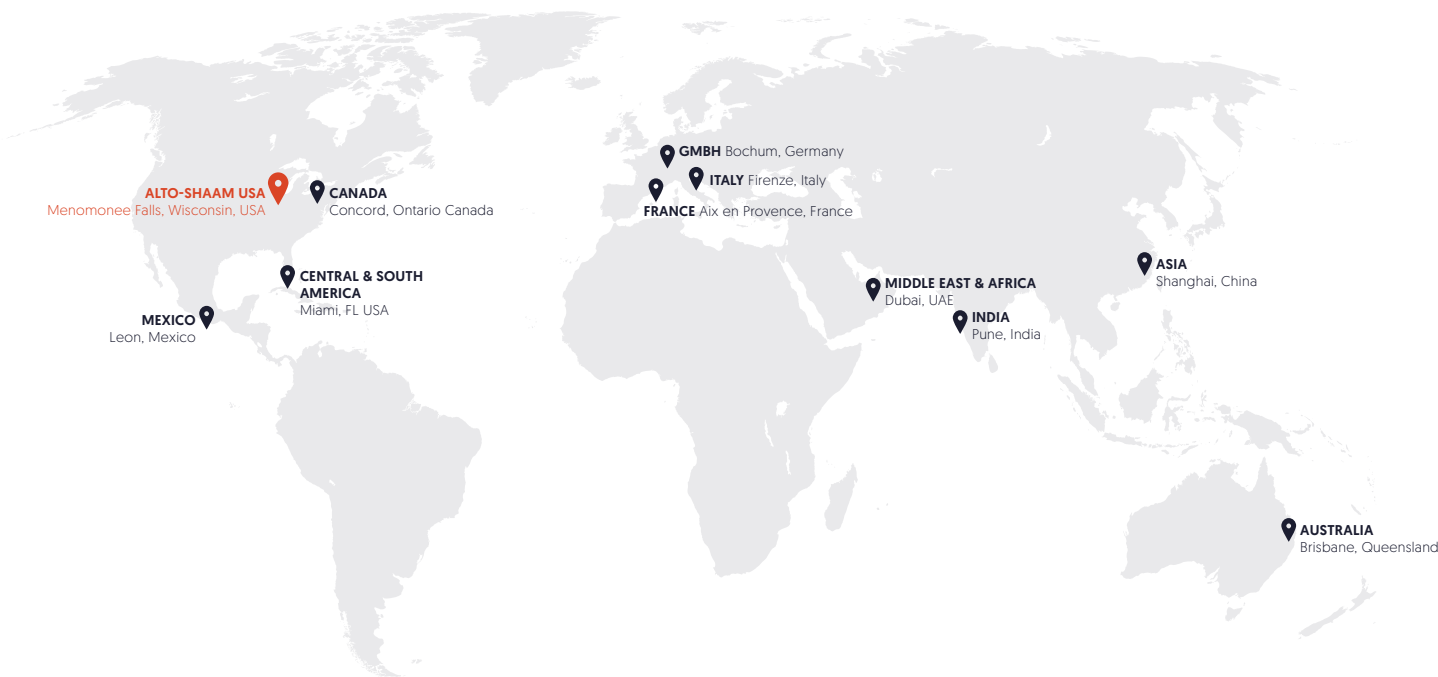 GMBH Bochum, Germany
ITALY Firenze, Italy
ALTO-SHAAM USA
Menomonee Falls, Wisconsin, USA
CANADA
Concord, Ontario Canada
FRANCE Aix en Provence, France
CENTRAL & SOUTH
AMERICA
Miami, FL USA
MEXICO
Leon, Mexico
MIDDLE EAST & AFRICA
Dubai, UAE
INDIA
Pune, India
ASIA
Shanghai, China
AUSTRALIA
Brisbane, Queensland